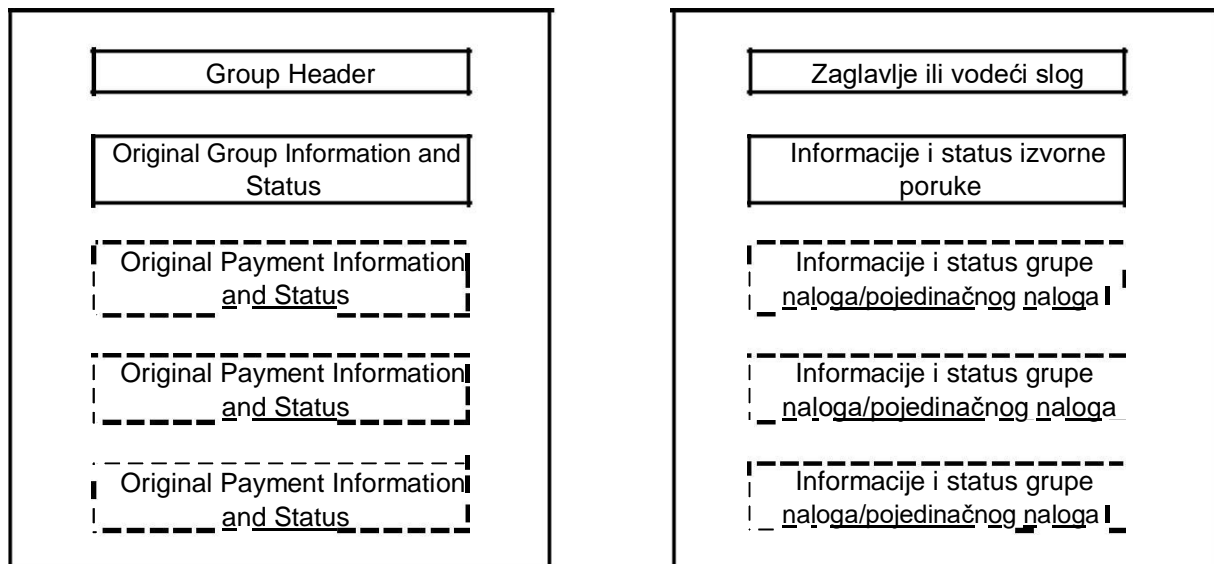 Group Header
Original Group Information and
Status
Original Payment Information
and Status
Original Payment Information
and Status
Original Payment Information
and Status
Zaglavlje ili vodeći slog
Informacije i status izvorne
poruke
Informacije i status grupe
naloga/pojedinačnog naloga
Informacije i status grupe
naloga/pojedinačnog naloga
Informacije i status grupe
naloga/pojedinačnog naloga